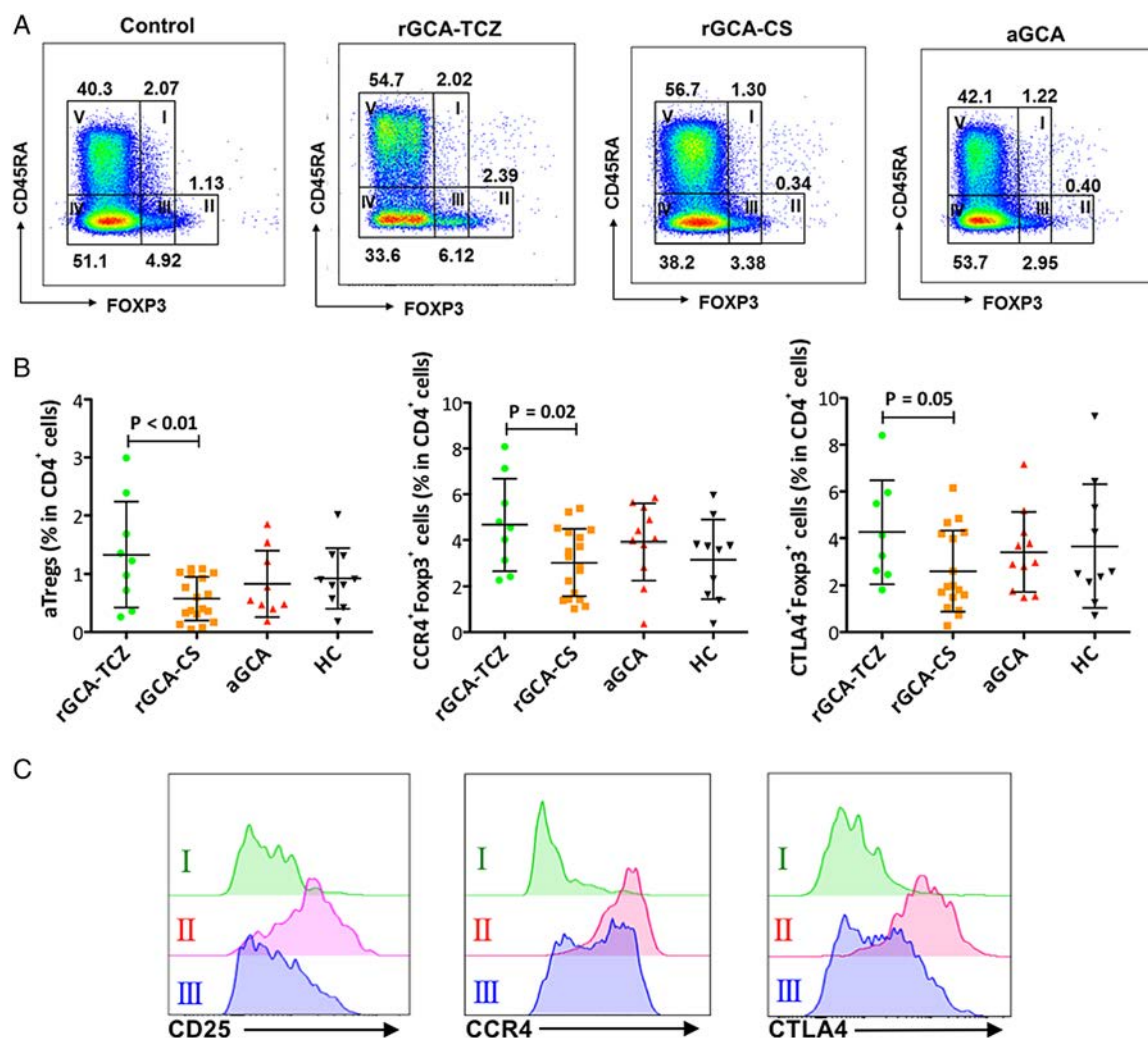 A
Control
rGCA-TCZ
rGCA-CS
aGCA
40.3 2.07
V I
1.13
IV III II
51.1 4.92
CD45RA
FOXP3
54.7 2.02
V I
2.39
IV III II
33.6 6.12
CD45RA
FOXP3
56.7 1.30
V I
0.34
IV III II
38.2 3.38
CD45RA
FOXP3
42.1 1.22
V I
0.40
IV III II
53.7 2.95
CD45RA
FOXP3
B
aTregs (% in CD4⁺ cells)
4
3
2
1
0
P < 0.01
rGCA-TCZ
rGCA-CS
aGCA
HC
CCR4⁺Foxp3⁺ cells (% in CD4⁺ cells)
10
8
6
4
2
0
P = 0.02
rGCA-TCZ
rGCA-CS
aGCA
HC
CTLA4⁺Foxp3⁺ cells (% in CD4⁺ cells)
10
8
6
4
2
0
P = 0.05
rGCA-TCZ
rGCA-CS
aGCA
HC
C
I
II
III
CD25
I
II
III
CCR4
I
II
III
CTLA4